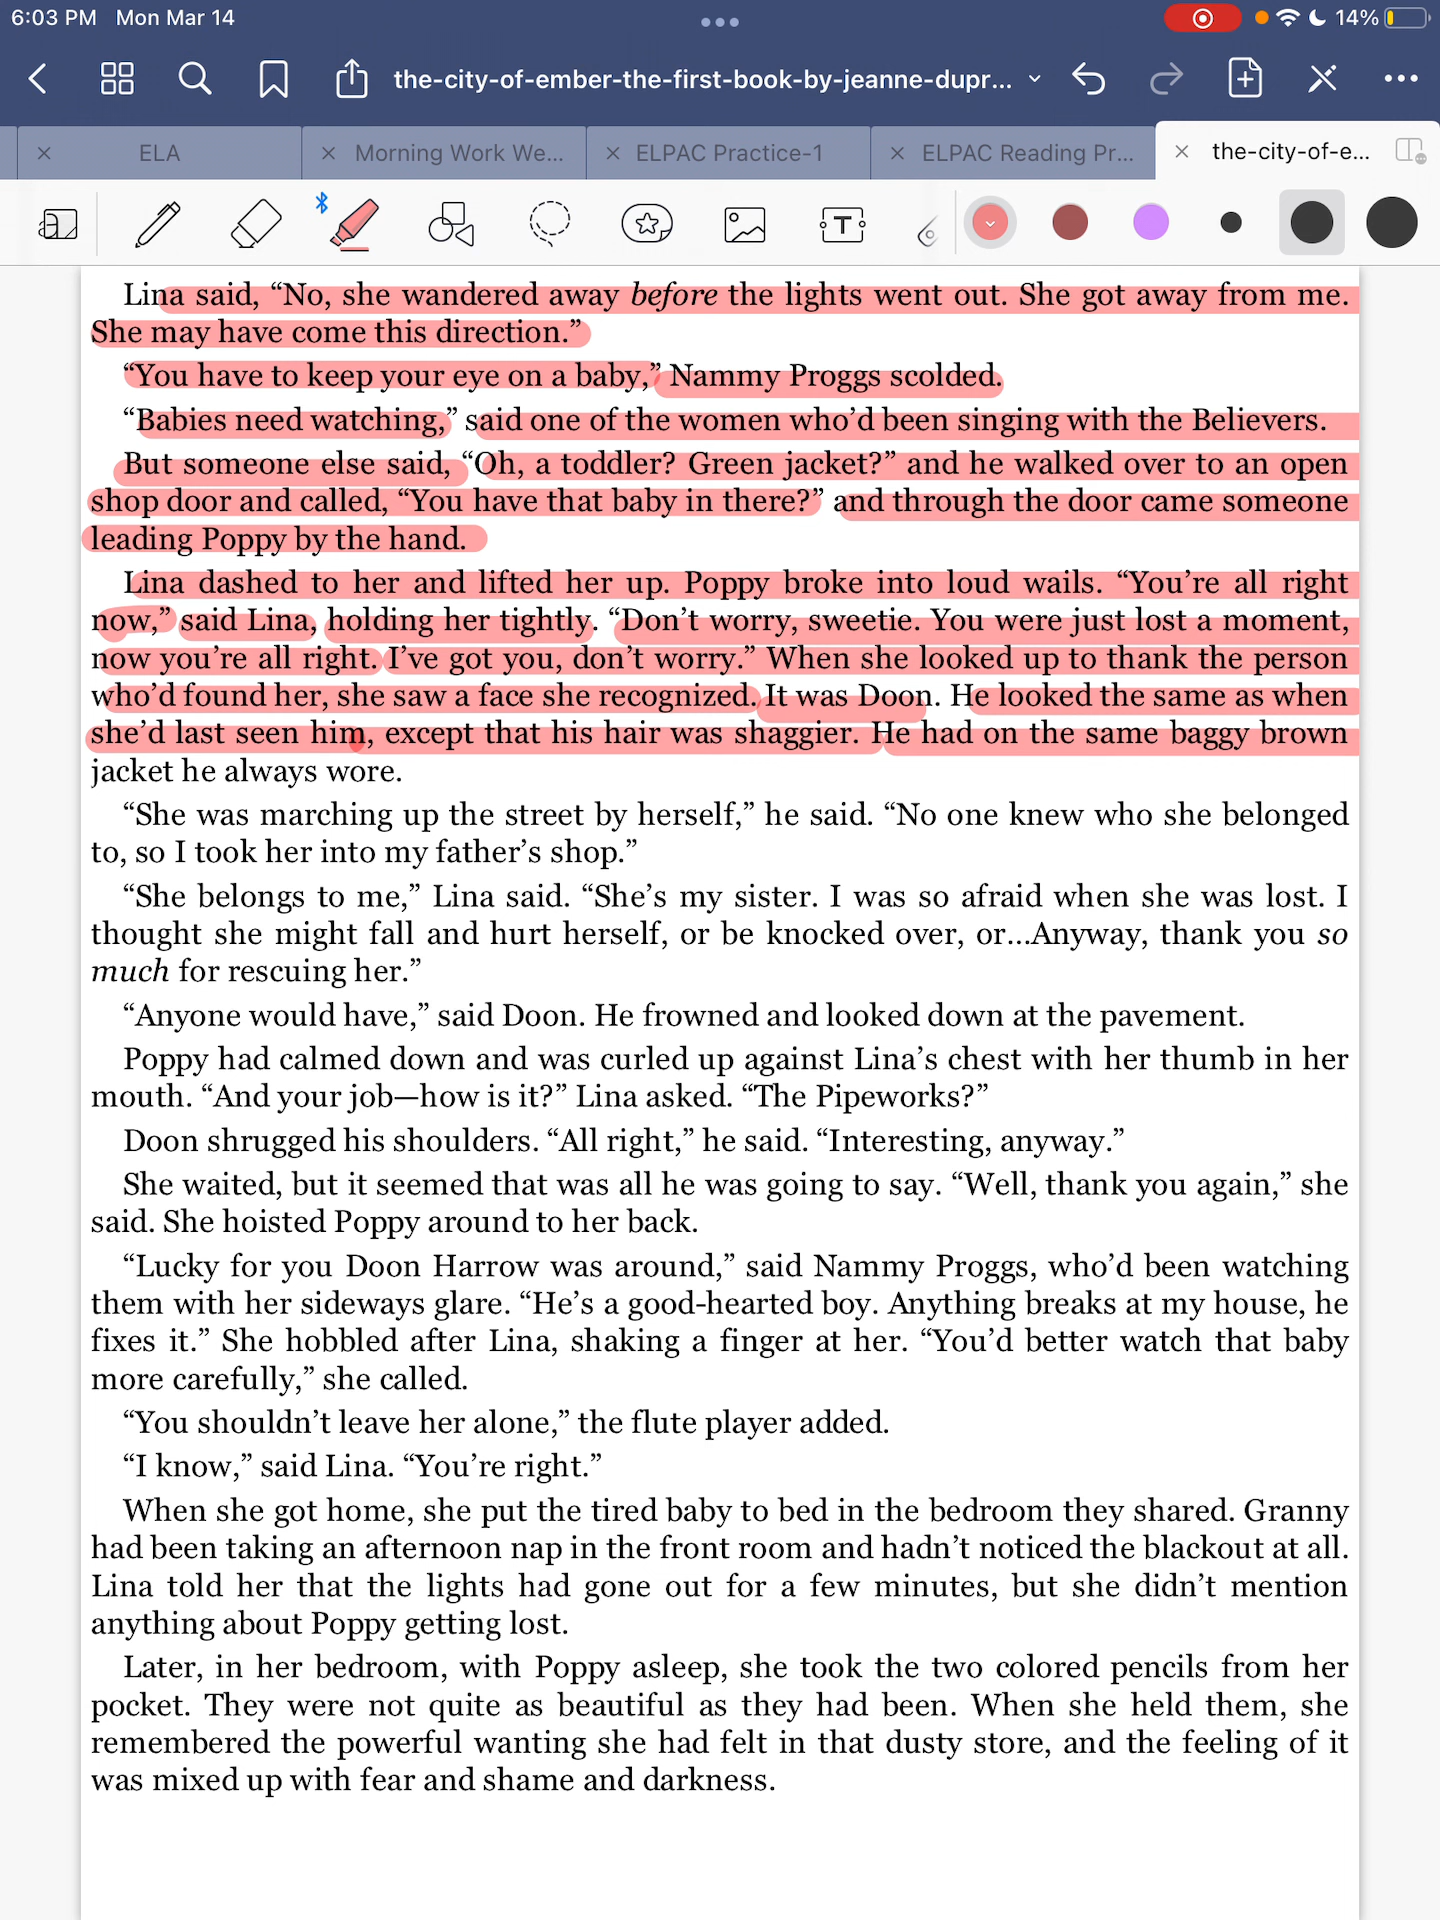 6:03 PM Mon Mar 14
14%
the-city-of-ember-the-first-book-by-jeanne-dupr...
ELA
Morning Work We...
ELPAC Practice-1
ELPAC Reading Pr...
the-city-of-e...
Lina said, “No, she wandered away before the lights went out. She got away from me.
She may have come this direction.”
“You have to keep your eye on a baby,” Nammy Proggs scolded.
“Babies need watching,” said one of the women who’d been singing with the Believers.
But someone else said, “Oh, a toddler? Green jacket?” and he walked over to an open
shop door and called, “You have that baby in there?” and through the door came someone
leading Poppy by the hand.
Lina dashed to her and lifted her up. Poppy broke into loud wails. “You’re all right
now,” said Lina, holding her tightly. “Don’t worry, sweetie. You were just lost a moment,
now you’re all right. I’ve got you, don’t worry.” When she looked up to thank the person
who’d found her, she saw a face she recognized. It was Doon. He looked the same as when
she’d last seen him, except that his hair was shaggier. He had on the same baggy brown
jacket he always wore.
“She was marching up the street by herself,” he said. “No one knew who she belonged
to, so I took her into my father’s shop.”
“She belongs to me,” Lina said. “She’s my sister. I was so afraid when she was lost. I
thought she might fall and hurt herself, or be knocked over, or...Anyway, thank you so
much for rescuing her.”
“Anyone would have,” said Doon. He frowned and looked down at the pavement.
Poppy had calmed down and was curled up against Lina’s chest with her thumb in her
mouth. “And your job—how is it?” Lina asked. “The Pipeworks?”
Doon shrugged his shoulders. “All right,” he said. “Interesting, anyway.”
She waited, but it seemed that was all he was going to say. “Well, thank you again,” she
said. She hoisted Poppy around to her back.
“Lucky for you Doon Harrow was around,” said Nammy Proggs, who’d been watching
them with her sideways glare. “He’s a good-hearted boy. Anything breaks at my house, he
fixes it.” She hobbled after Lina, shaking a finger at her. “You’d better watch that baby
more carefully,” she called.
“You shouldn’t leave her alone,” the flute player added.
“I know,” said Lina. “You’re right.”
When she got home, she put the tired baby to bed in the bedroom they shared. Granny
had been taking an afternoon nap in the front room and hadn’t noticed the blackout at all.
Lina told her that the lights had gone out for a few minutes, but she didn’t mention
anything about Poppy getting lost.
Later, in her bedroom, with Poppy asleep, she took the two colored pencils from her
pocket. They were not quite as beautiful as they had been. When she held them, she
remembered the powerful wanting she had felt in that dusty store, and the feeling of it
was mixed up with fear and shame and darkness.